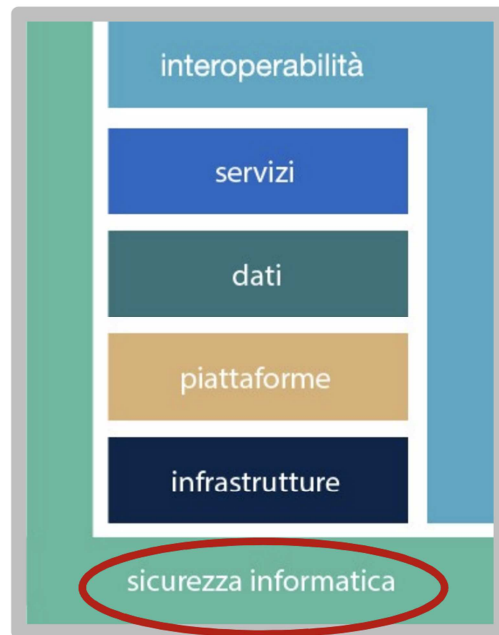 interoperabilità
servizi
dati
piattaforme
infrastrutture
sicurezza informatica